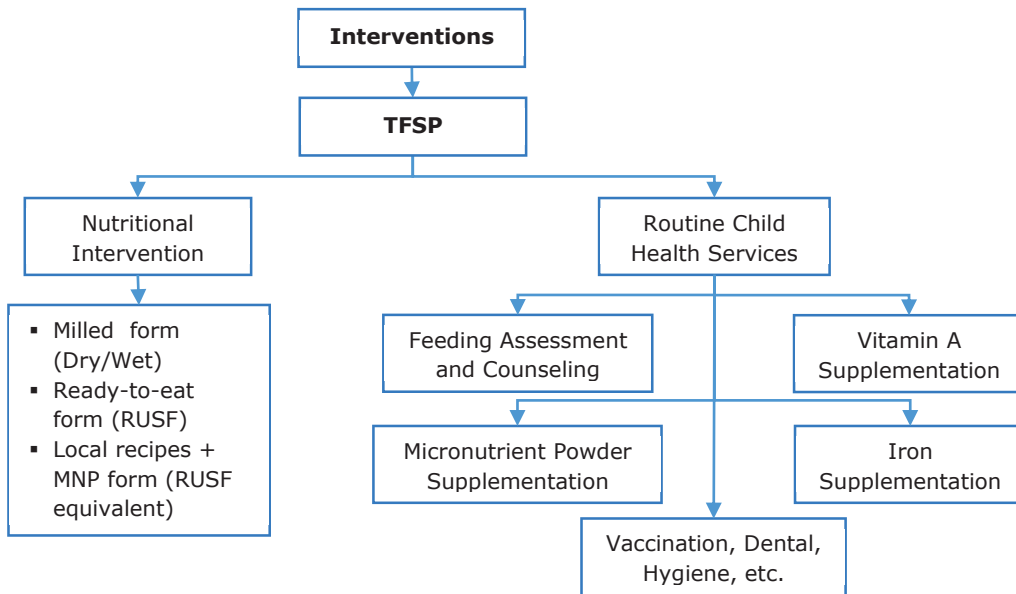 Interventions
TFSP
Nutritional
Intervention
Routine Child
Health Services
▪ Milled form
(Dry/Wet)
▪ Ready-to-eat
form (RUSF)
▪ Local recipes +
MNP form (RUSF
equivalent)
Feeding Assessment
and Counseling
Vitamin A
Supplementation
Micronutrient Powder
Supplementation
Iron
Supplementation
Vaccination, Dental,
Hygiene, etc.